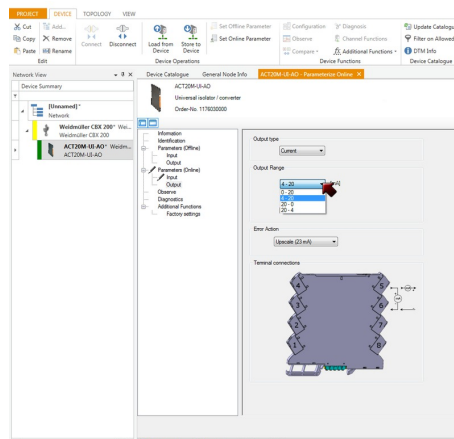 PROJECT DEVICE TOPOLOGY VIEW
Cut Add... Set Offline Parameter Configuration Diagnosis Update Catalogue
Copy Remove Connect Disconnect Load from Device Store to Device Set Online Parameter Observe Channel Functions Filter on Allowed
Paste Rename Compare Additional Functions DTM Info
Edit Device Operations Device Functions Device Catalogue
Network View
Device Catalogue General Node Info ACT20M-UI-AO - Parameterize Online
Device Summary
ACT20M-UI-AO
Universal isolator / converter
Order-No. 1176030000
[Unnamed]*
Network
Weidmüller CBX 200* Wei...
Weidmüller CBX 200
ACT20M-UI-AO* Weidm...
ACT20M-UI-AO
Information
Identification
Parameters (Offline)
Input
Output
Parameters (Online)
Input
Output
Observe
Diagnostics
Additional Functions
Factory settings
Output type
Current
Output Range
4 - 20 [mA]
0 - 20
4 - 20
20 - 0
20 - 4
Error Action
Upscale (23 mA)
Terminal connections
4 5
3 6
2 7
1 8